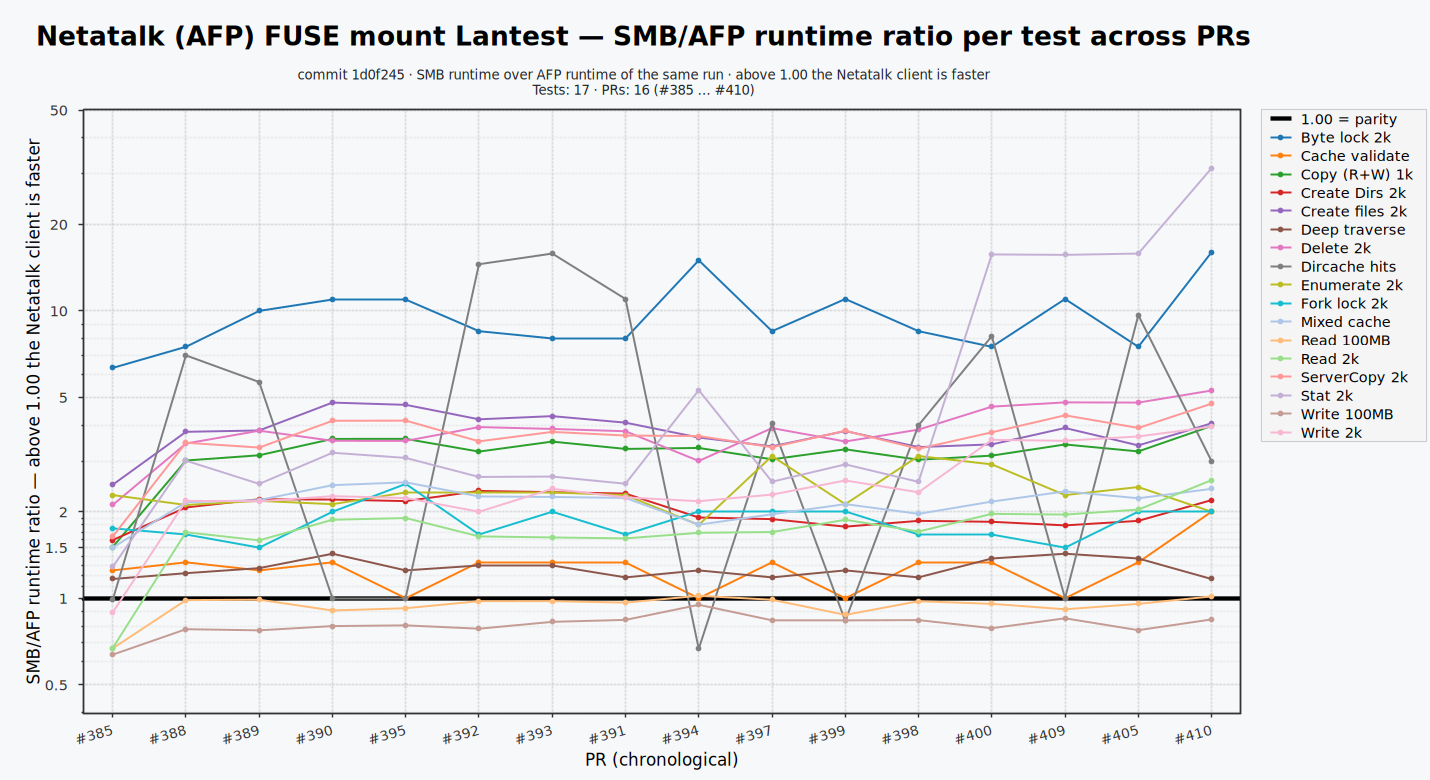 Netatalk (AFP) FUSE mount Lantest — SMB/AFP runtime ratio per test across PRs
commit 1d0f245 · SMB runtime over AFP runtime of the same run · above 1.00 the Netatalk client is faster
Tests: 17 · PRs: 16 (#385 … #410)
SMB/AFP runtime ratio — above 1.00 the Netatalk client is faster
50
20
10
5
2
1.5
1
0.5
#385
#388
#389
#390
#395
#392
#393
#391
#394
#397
#399
#398
#400
#409
#405
#410
PR (chronological)
1.00 = parity
Byte lock 2k
Cache validate
Copy (R+W) 1k
Create Dirs 2k
Create files 2k
Deep traverse
Delete 2k
Dircache hits
Enumerate 2k
Fork lock 2k
Mixed cache
Read 100MB
Read 2k
ServerCopy 2k
Stat 2k
Write 100MB
Write 2k